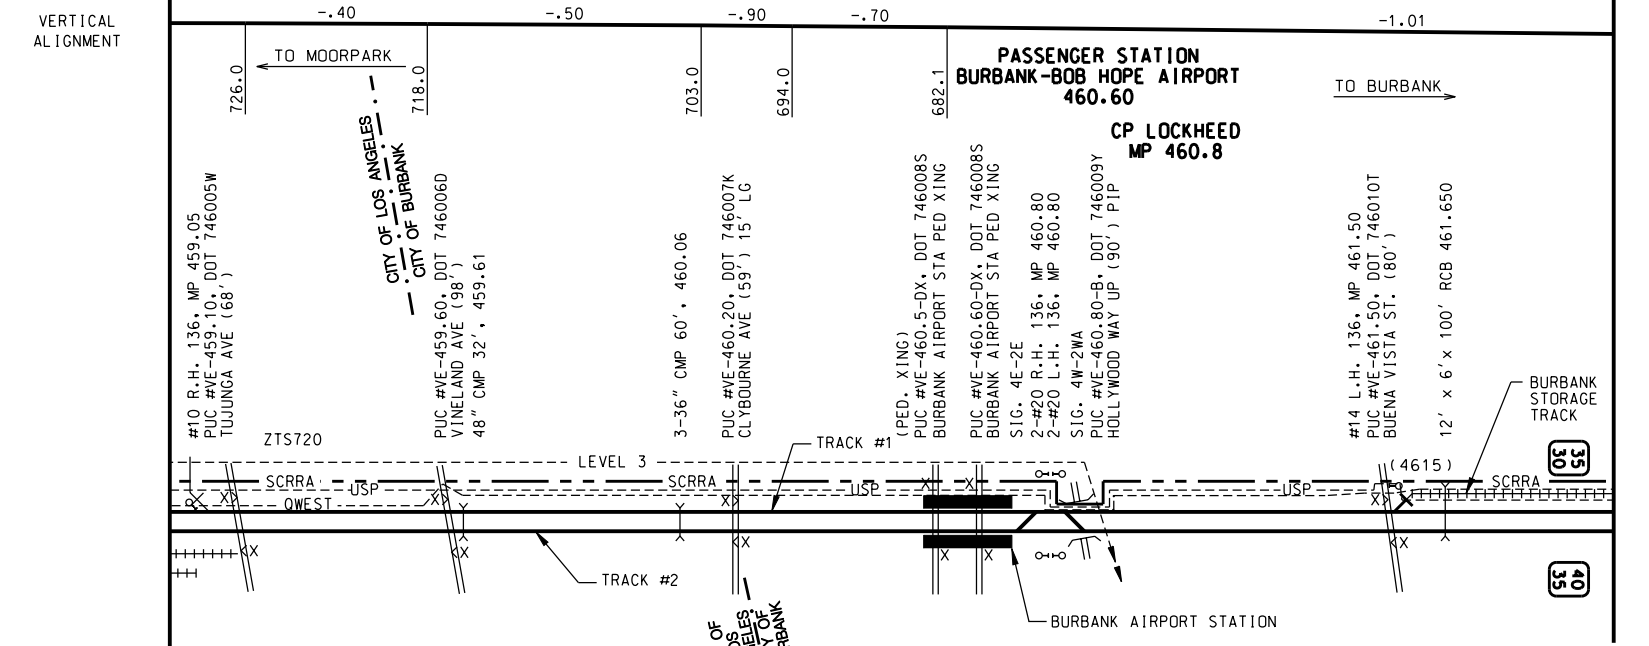 VERTICAL
ALIGNMENT
-.40
-.50
-.90
-.70
-1.01
726.0
TO MOORPARK
718.0
703.0
694.0
682.1
PASSENGER STATION
BURBANK-BOB HOPE AIRPORT
460.60
TO BURBANK
CP LOCKHEED
MP 460.8
CITY OF LOS ANGELES
CITY OF BURBANK
#10 R.H. 136, MP 459.05
PUC #VE-459.10, DOT 746005W
TUJUNGA AVE (68')
PUC #VE-459.60, DOT 746006D
VINELAND AVE (98')
48" CMP 32', 459.61
3-36" CMP 60', 460.06
PUC #VE-460.20, DOT 746007K
CLYBOURNE AVE (59') 15' LG
(PED. XING)
PUC #VE-460.5-DX, DOT 746008S
BURBANK AIRPORT STA PED XING
PUC #VE-460.60-DX, DOT 746008S
BURBANK AIRPORT STA PED XING
SIG. 4E-2E
2-#20 R.H. 136, MP 460.80
2-#20 L.H. 136, MP 460.80
SIG. 4W-2WA
PUC #VE-460.80-B, DOT 746009Y
HOLLYWOOD WAY UP (90') PIP
#14 L.H. 136, MP 461.50
PUC #VE-461.50, DOT 746010T
BUENA VISTA ST. (80')
12' x 6'x 100' RCB 461.650
BURBANK
STORAGE
TRACK
ZTS720
TRACK #1
LEVEL 3
(4615)
35
30
SCRRA
USP
SCRRA
USP
USP
SCRRA
QWEST
TRACK #2
40
35
BURBANK AIRPORT STATION
OF